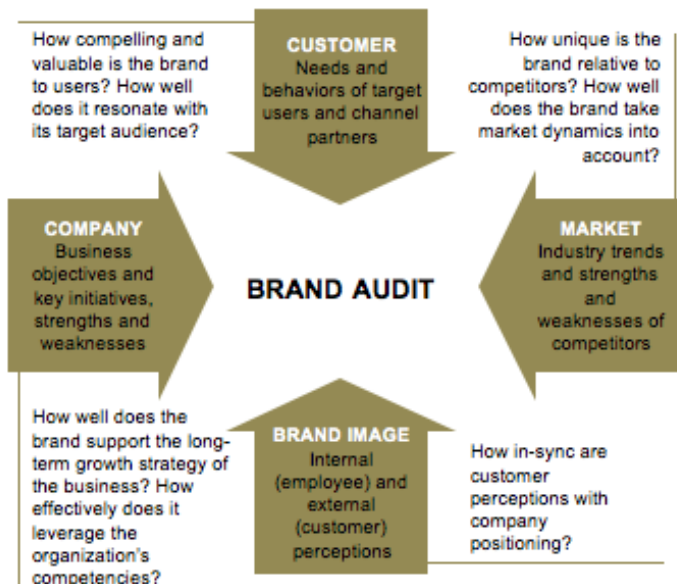 How compelling and
valuable is the brand
to users? How well
does it resonate with
its target audience?
CUSTOMER
Needs and
behaviors of target
users and channel
partners
How unique is the
brand relative to
competitors? How well
does the brand take
market dynamics into
account?
COMPANY
Business
objectives and
key initiatives,
strengths and
weaknesses
BRAND AUDIT
MARKET
Industry trends
and strengths
and
weaknesses of
competitors
How well does the
brand support the long-
term growth strategy of
the business? How
effectively does it
leverage the
organization's
competencies?
BRAND IMAGE
Internal
(employee) and
external
(customer)
perceptions
How in-sync are
customer
perceptions with
company
positioning?